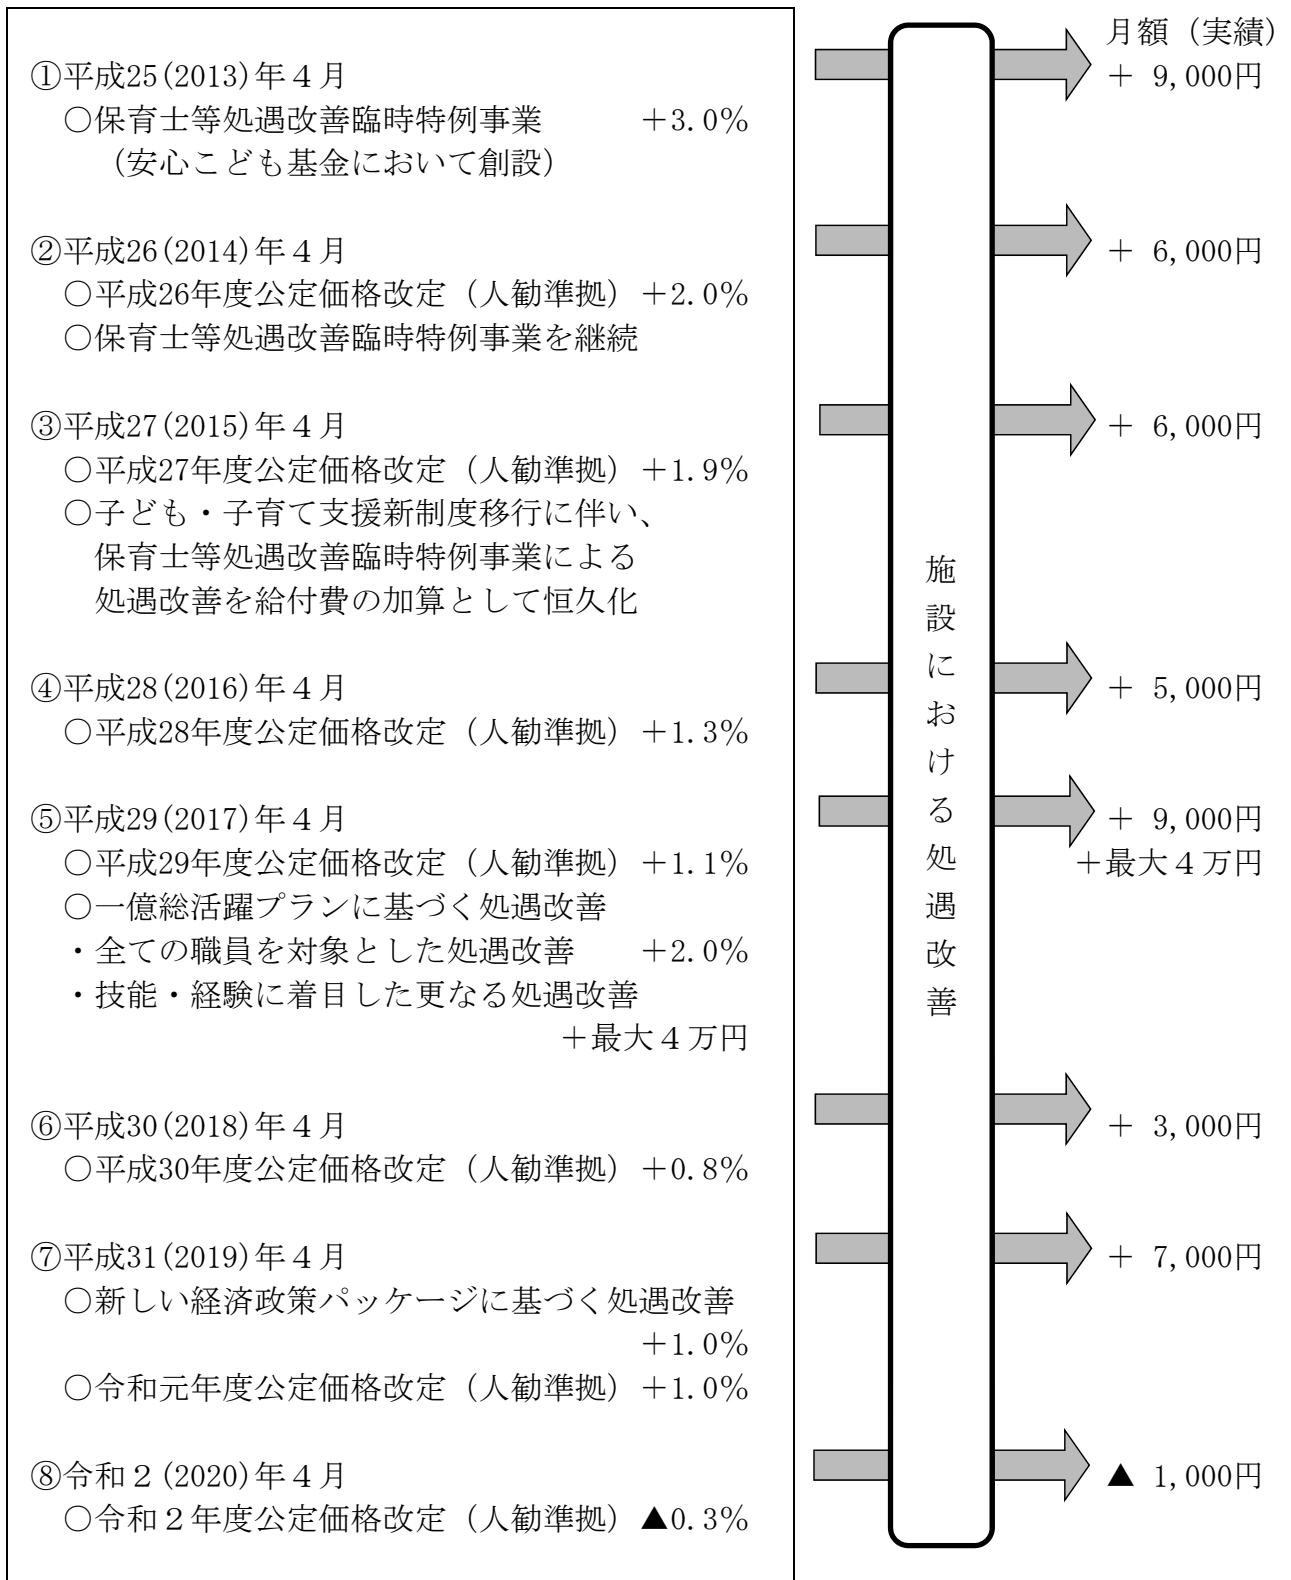 ①平成25(2013)年４月
○保育士等処遇改善臨時特例事業 ＋3.0％
（安心こども基金において創設）
②平成26(2014)年４月
○平成26年度公定価格改定（人勧準拠）＋2.0％
○保育士等処遇改善臨時特例事業を継続
③平成27(2015)年４月
○平成27年度公定価格改定（人勧準拠）＋1.9％
○子ども・子育て支援新制度移行に伴い、
保育士等処遇改善臨時特例事業による
処遇改善を給付費の加算として恒久化
④平成28(2016)年４月
○平成28年度公定価格改定（人勧準拠）＋1.3％
⑤平成29(2017)年４月
○平成29年度公定価格改定（人勧準拠）＋1.1％
○一億総活躍プランに基づく処遇改善
・全ての職員を対象とした処遇改善 ＋2.0％
・技能・経験に着目した更なる処遇改善
＋最大４万円
⑥平成30(2018)年４月
○平成30年度公定価格改定（人勧準拠）＋0.8％
⑦平成31(2019)年４月
○新しい経済政策パッケージに基づく処遇改善
＋1.0％
○令和元年度公定価格改定（人勧準拠）＋1.0％
⑧令和２(2020)年４月
○令和２年度公定価格改定（人勧準拠）▲0.3％
施設における処遇改善
月額（実績）
＋ 9,000円
＋ 6,000円
＋ 6,000円
＋ 5,000円
＋ 9,000円
＋最大４万円
＋ 3,000円
＋ 7,000円
▲ 1,000円